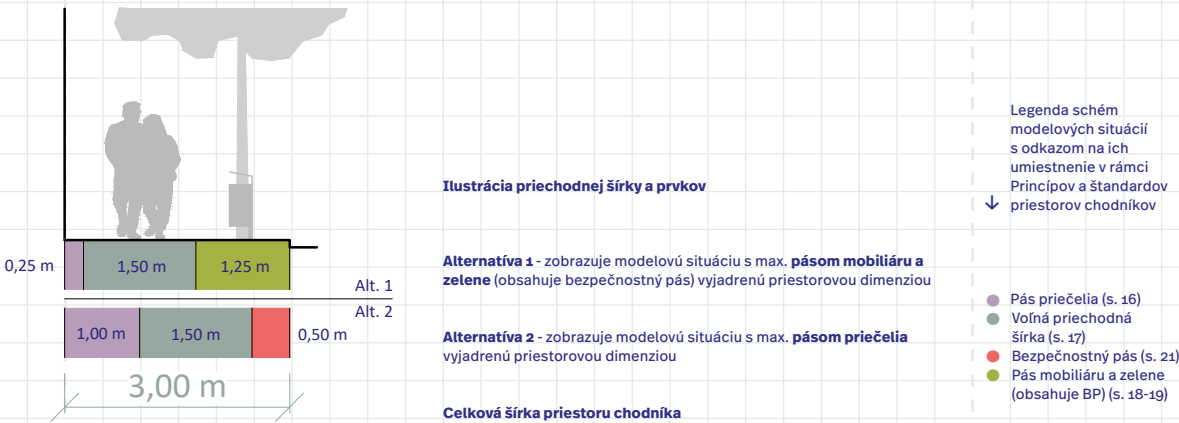 Legenda schém
modelových situácií
s odkazom na ich
umiestnenie v rámci
Princípov a štandardov
↓ priestorov chodníkov
Ilustrácia priechodnej šírky a prvkov
0,25 m
1,50 m
1,25 m
Alt. 1
Alternatíva 1 - zobrazuje modelovú situáciu s max. pásom mobiliáru a
zelene (obsahuje bezpečnostný pás) vyjadrenú priestorovou dimenziou
Alt. 2
1,00 m
1,50 m
0,50 m
Alternatíva 2 - zobrazuje modelovú situáciu s max. pásom priečelia
vyjadrenú priestorovou dimenziou
3,00 m
Celková šírka priestoru chodníka
Pás priečelia (s. 16)
Voľná priechodná
šírka (s. 17)
Bezpečnostný pás (s. 21)
Pás mobiliáru a zelene
(obsahuje BP) (s. 18-19)